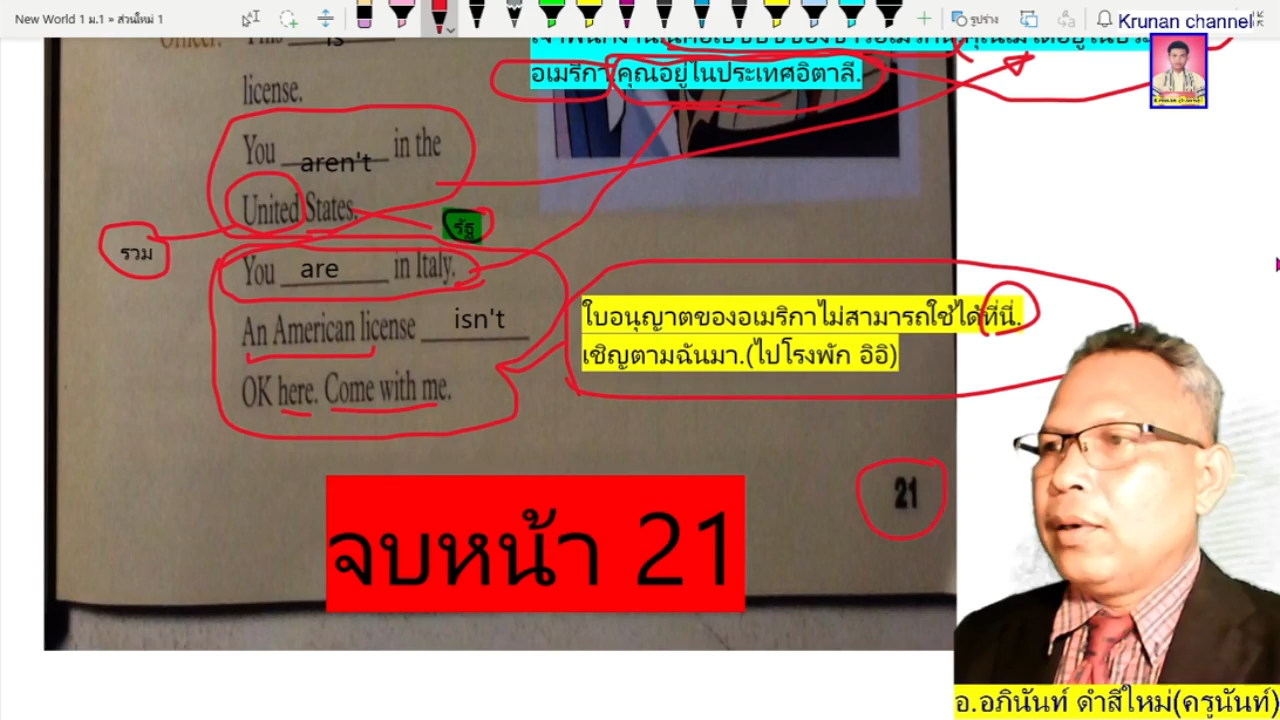 New World 1 ม.1 » ส่วนใหม่ 1
รูปร่าง
Krunan channel
Officer: This is
license.
อเมริกา คุณอยู่ในประเทศอิตาลี.
You aren't in the
United States.
รัฐ
รวม
You are in Italy.
An American license isn't
OK here. Come with me.
ใบอนุญาตของอเมริกาไม่สามารถใช้ได้ที่นี่.
เชิญตามฉันมา.(ไปโรงพัก อิอิ)
21
จบหน้า 21
อ.อภินันท์ ดำสีใหม่(ครูนันท์)